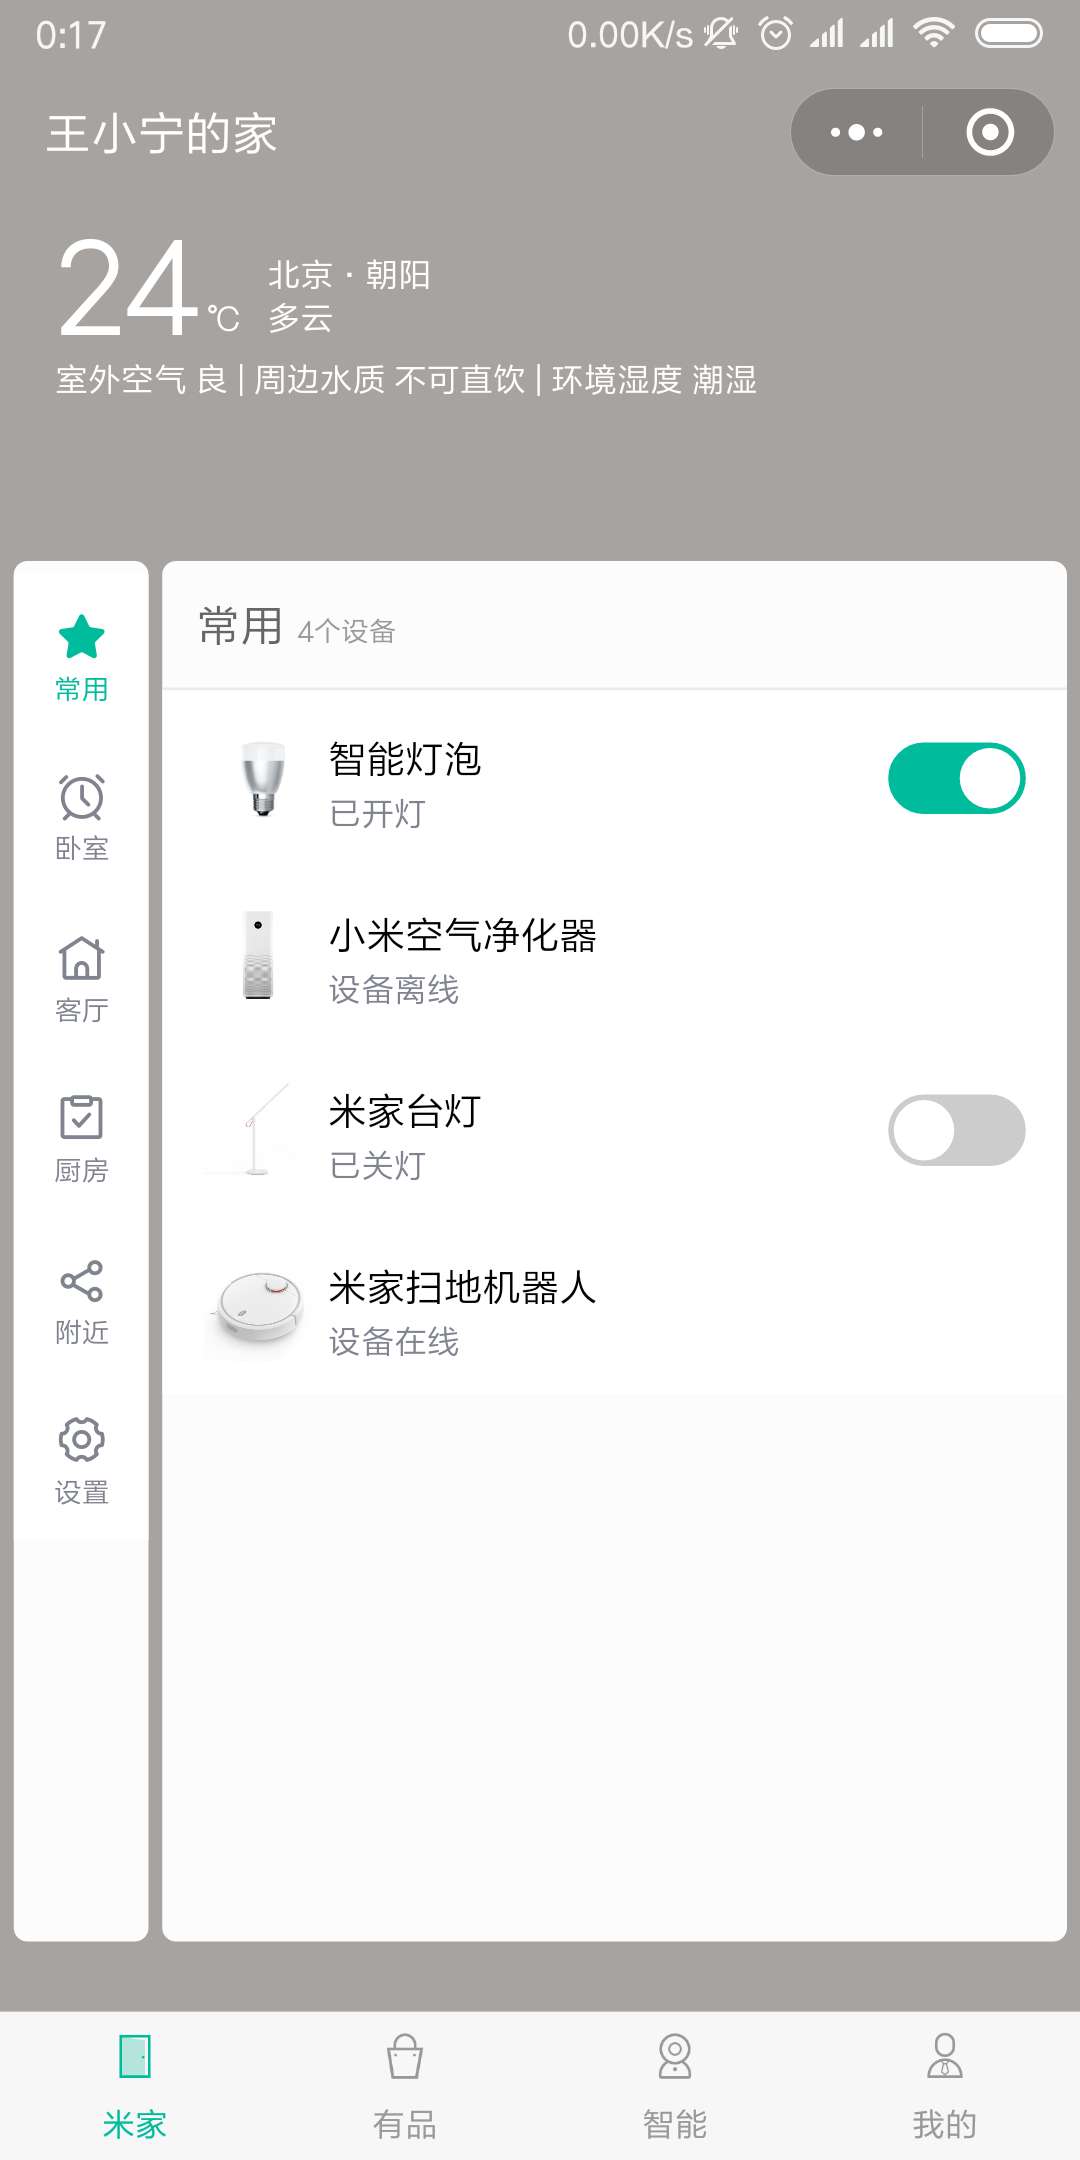 0:17
0.00K/s
王小宁的家
24℃
北京 · 朝阳
多云
室外空气 良 | 周边水质 不可直饮 | 环境湿度 潮湿
常用
卧室
客厅
厨房
附近
设置
常用 4个设备
智能灯泡
已开灯
小米空气净化器
设备离线
米家台灯
已关灯
米家扫地机器人
设备在线
米家
有品
智能
我的